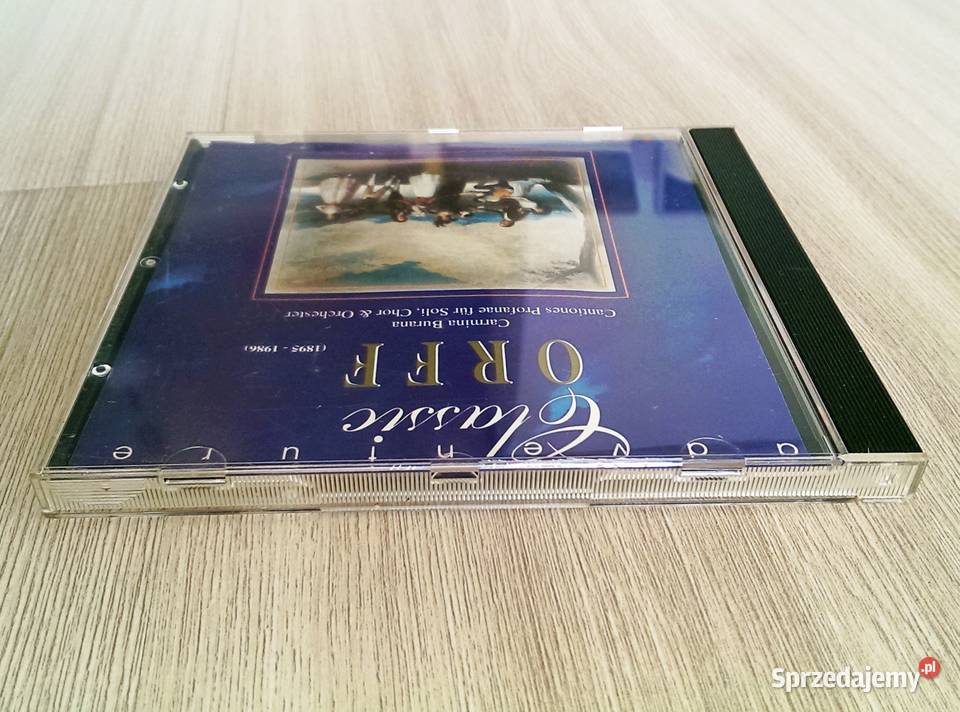 adventure
Classic
ORFF
(1895 - 1986)
Carmina Burana
Cantiones Profanae für Soli, Chor & Orchester
Sprzedajemy.pl